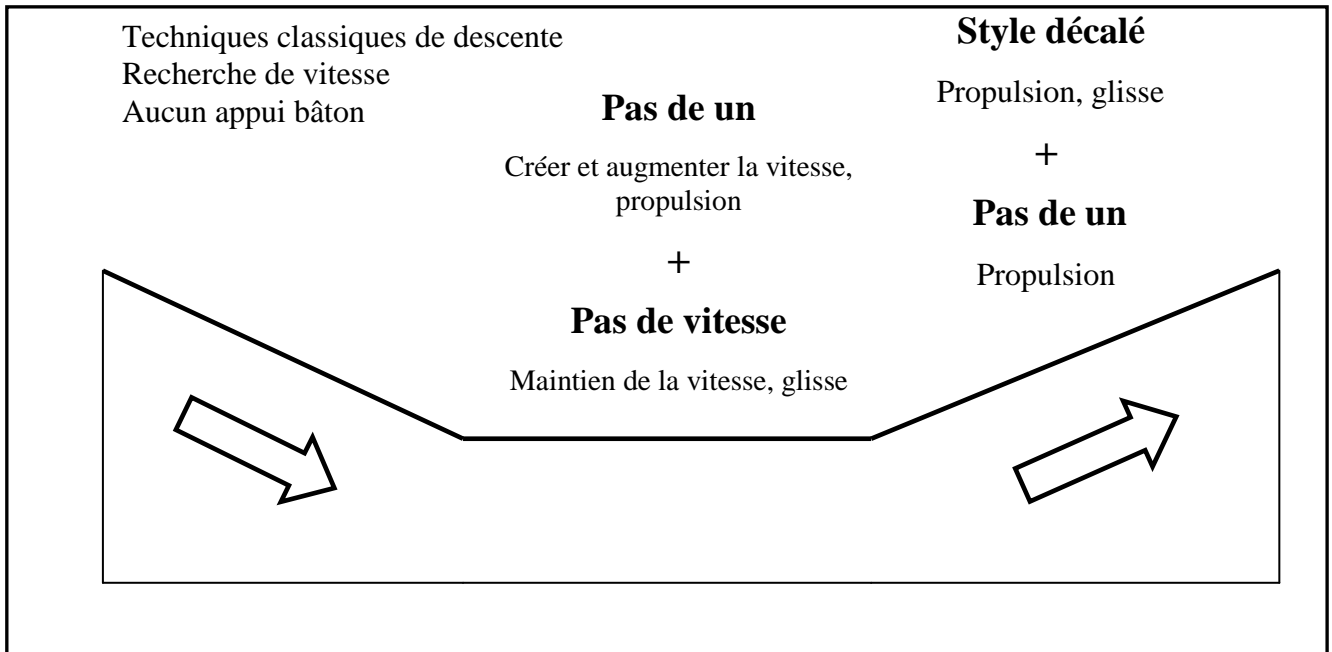 Techniques classiques de descente
Recherche de vitesse
Aucun appui bâton
Pas de un
Créer et augmenter la vitesse,
propulsion
+
Pas de vitesse
Maintien de la vitesse, glisse
Style décalé
Propulsion, glisse
+
Pas de un
Propulsion